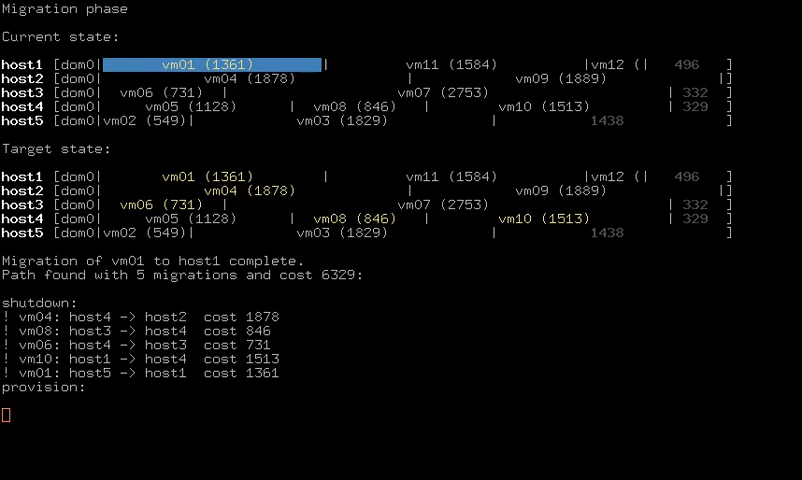 Migration phase
Current state:
host1 [dom0| vm01 (1361) | vm11 (1584) |vm12 (| 496 ]
host2 [dom0| vm04 (1878) | vm09 (1889) |]
host3 [dom0| vm06 (731) | vm07 (2753) | 332 ]
host4 [dom0| vm05 (1128) | vm08 (846) | vm10 (1513) | 329 ]
host5 [dom0|vm02 (549)| vm03 (1829) | 1438 ]
Target state:
host1 [dom0| vm01 (1361) | vm11 (1584) |vm12 (| 496 ]
host2 [dom0| vm04 (1878) | vm09 (1889) |]
host3 [dom0| vm06 (731) | vm07 (2753) | 332 ]
host4 [dom0| vm05 (1128) | vm08 (846) | vm10 (1513) | 329 ]
host5 [dom0|vm02 (549)| vm03 (1829) | 1438 ]
Migration of vm01 to host1 complete.
Path found with 5 migrations and cost 6329:
shutdown:
! vm04: host4 -> host2 cost 1878
! vm08: host3 -> host4 cost 846
! vm06: host4 -> host3 cost 731
! vm10: host1 -> host4 cost 1513
! vm01: host5 -> host1 cost 1361
provision: